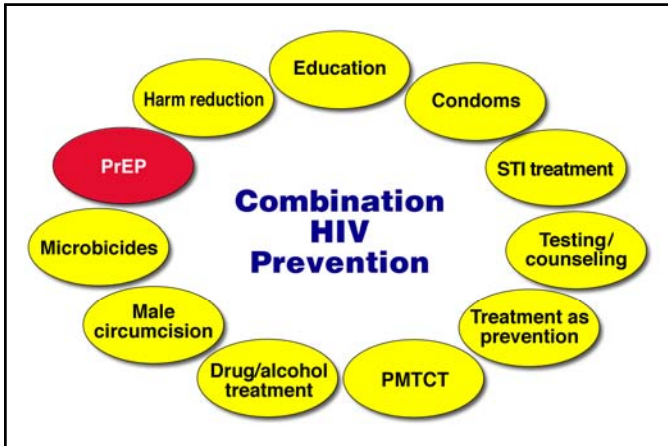 Education
Condoms
STI treatment
Testing/
counseling
Treatment as
prevention
PMTCT
Drug/alcohol
treatment
Male
circumcision
Microbicides
PrEP
Harm reduction
Combination
HIV
Prevention